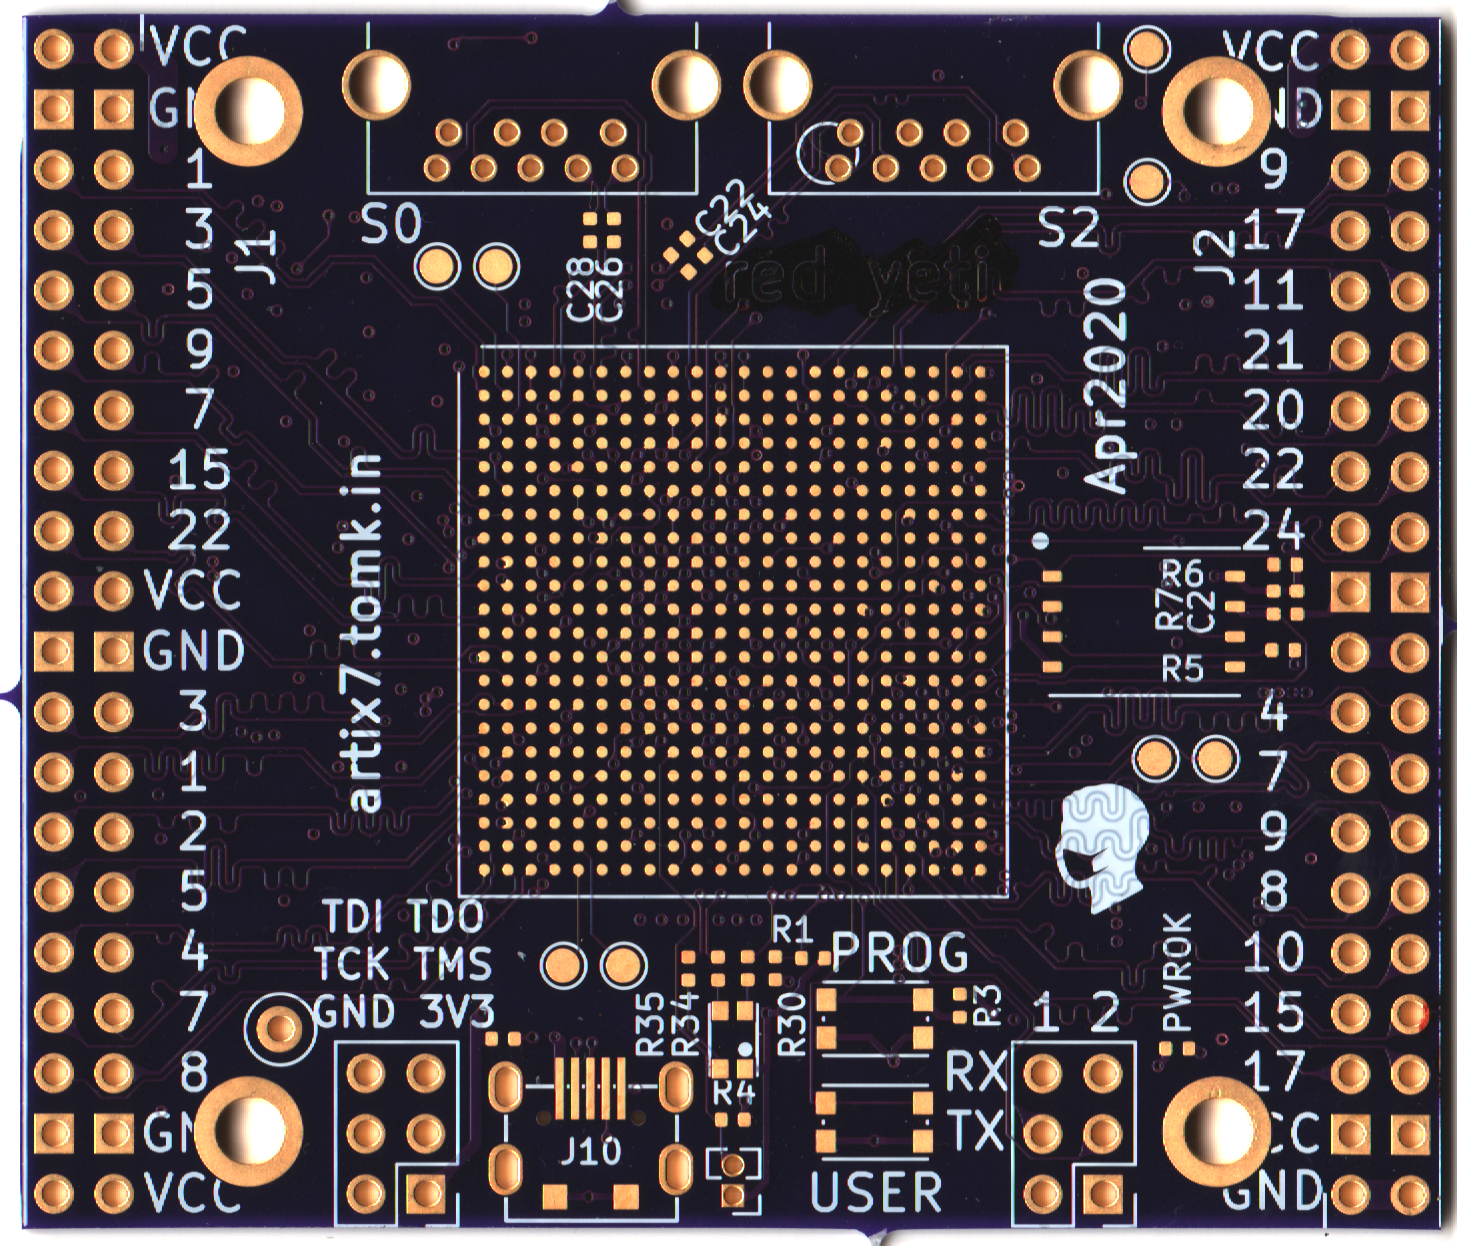 VCC
GN
1
3
5
9
7
15
22
VCC
GND
3
1
2
5
4
7
8
GN
VCC
J1
S0
C28
C26
C22
C24
red yeti
S2
J2
Apr2020
artix7.tomk.in
VCC
ND
9
17
11
21
20
22
24
R6
R7
C2
R5
4
7
9
8
10
15
17
CC
GND
TDI TDO
TCK TMS
GND 3V3
R35
R34
R30
R1
PROG
R3
R4
J10
USER
1 2
RX
TX
PWROK